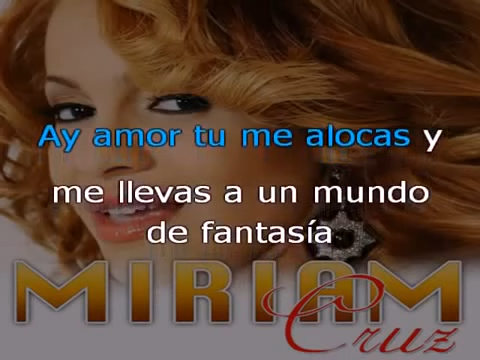 Ay amor tu me alocas y
me llevas a un mundo
de fantasía
MIRIAM
Cruz